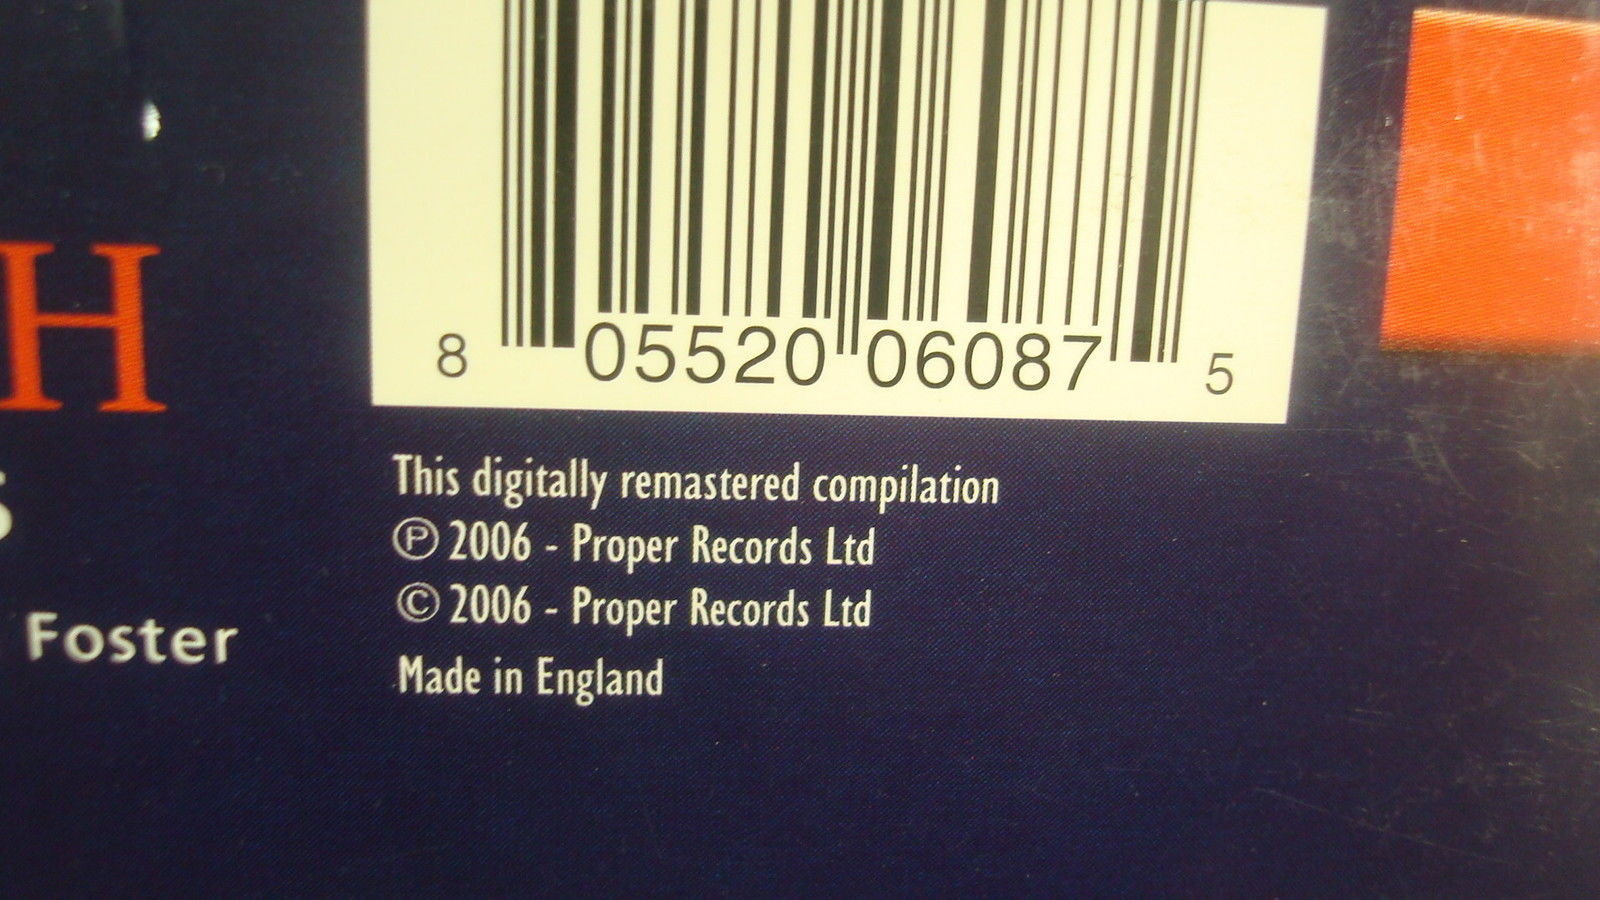 8 05520 06087 5
H
This digitally remastered compilation
℗ 2006 - Proper Records Ltd
© 2006 - Proper Records Ltd
Foster
Made in England